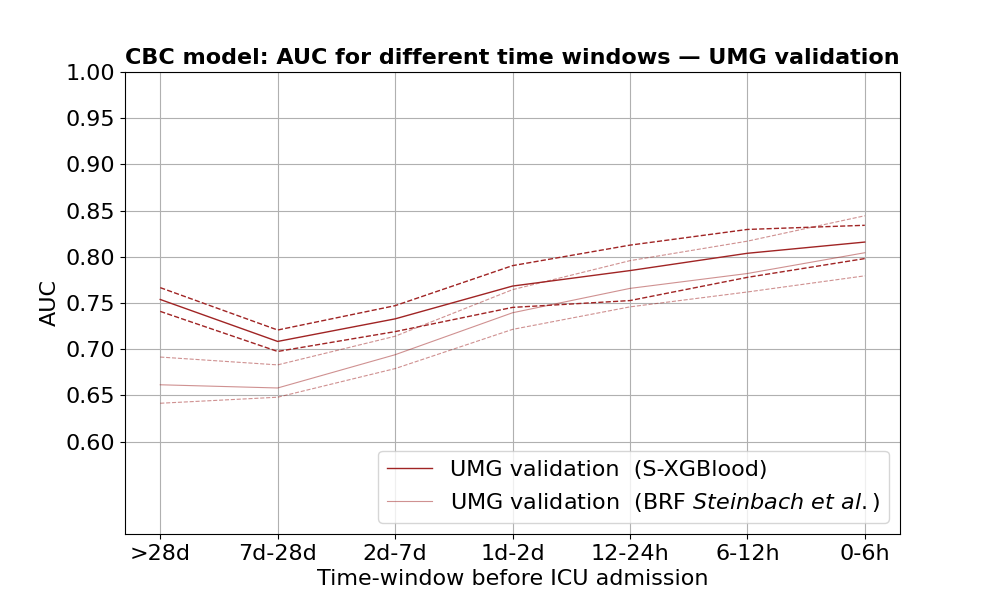 CBC model: AUC for different time windows — UMG validation
1.00
0.95
0.90
0.85
0.80
0.75
0.70
0.65
0.60
AUC
UMG validation (S-XGBlood)
UMG validation (BRF Steinbach et al.)
>28d 7d-28d 2d-7d 1d-2d 12-24h 6-12h 0-6h
Time-window before ICU admission